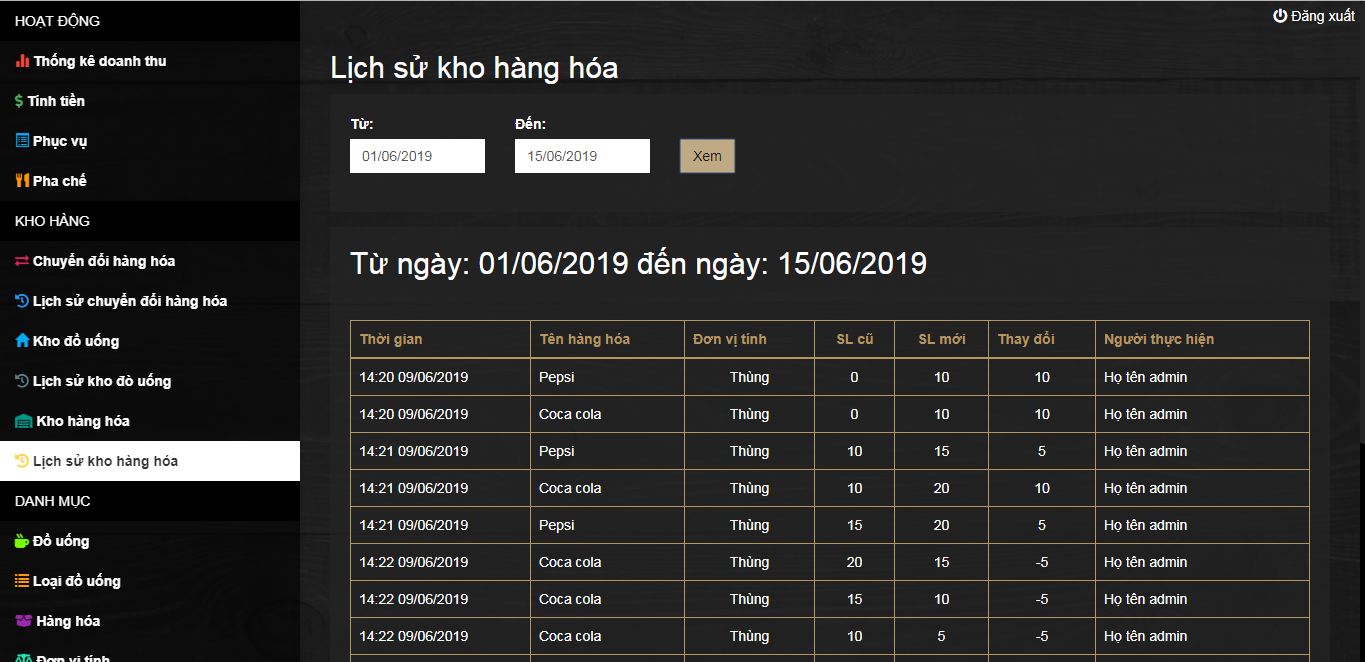 HOẠT ĐỘNG
Thống kê doanh thu
Tính tiền
Phục vụ
Pha chế
KHO HÀNG
Chuyển đổi hàng hóa
Lịch sử chuyển đổi hàng hóa
Kho đồ uống
Lịch sử kho đò uống
Kho hàng hóa
Lịch sử kho hàng hóa
DANH MỤC
Đồ uống
Loại đồ uống
Hàng hóa
Đơn vị tính
Đăng xuất
Lịch sử kho hàng hóa
Từ: Đến:
01/06/2019 15/06/2019 Xem
Từ ngày: 01/06/2019 đến ngày: 15/06/2019
Thời gian Tên hàng hóa Đơn vị tính SL cũ SL mới Thay đổi Người thực hiện
14:20 09/06/2019 Pepsi Thùng 0 10 10 Họ tên admin
14:20 09/06/2019 Coca cola Thùng 0 10 10 Họ tên admin
14:21 09/06/2019 Pepsi Thùng 10 15 5 Họ tên admin
14:21 09/06/2019 Coca cola Thùng 10 20 10 Họ tên admin
14:21 09/06/2019 Pepsi Thùng 15 20 5 Họ tên admin
14:22 09/06/2019 Coca cola Thùng 20 15 -5 Họ tên admin
14:22 09/06/2019 Coca cola Thùng 15 10 -5 Họ tên admin
14:22 09/06/2019 Coca cola Thùng 10 5 -5 Họ tên admin